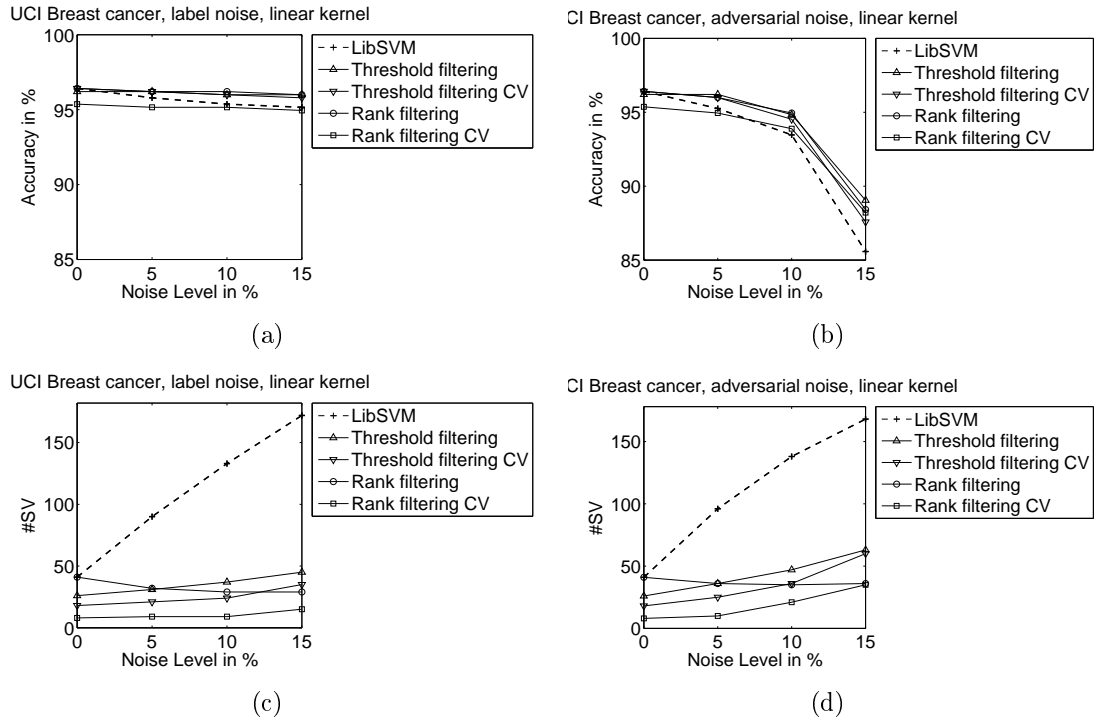 UCI Breast cancer, label noise, linear kernel
100
95
90
85
Accuracy in %
0 5 10 15
Noise Level in %
LibSVM
Threshold filtering
Threshold filtering CV
Rank filtering
Rank filtering CV
(a)
CI Breast cancer, adversarial noise, linear kernel
100
95
90
85
Accuracy in %
0 5 10 15
Noise Level in %
LibSVM
Threshold filtering
Threshold filtering CV
Rank filtering
Rank filtering CV
(b)
UCI Breast cancer, label noise, linear kernel
150
100
50
0
#SV
0 5 10 15
Noise Level in %
LibSVM
Threshold filtering
Threshold filtering CV
Rank filtering
Rank filtering CV
(c)
CI Breast cancer, adversarial noise, linear kernel
150
100
50
0
#SV
0 5 10 15
Noise Level in %
LibSVM
Threshold filtering
Threshold filtering CV
Rank filtering
Rank filtering CV
(d)